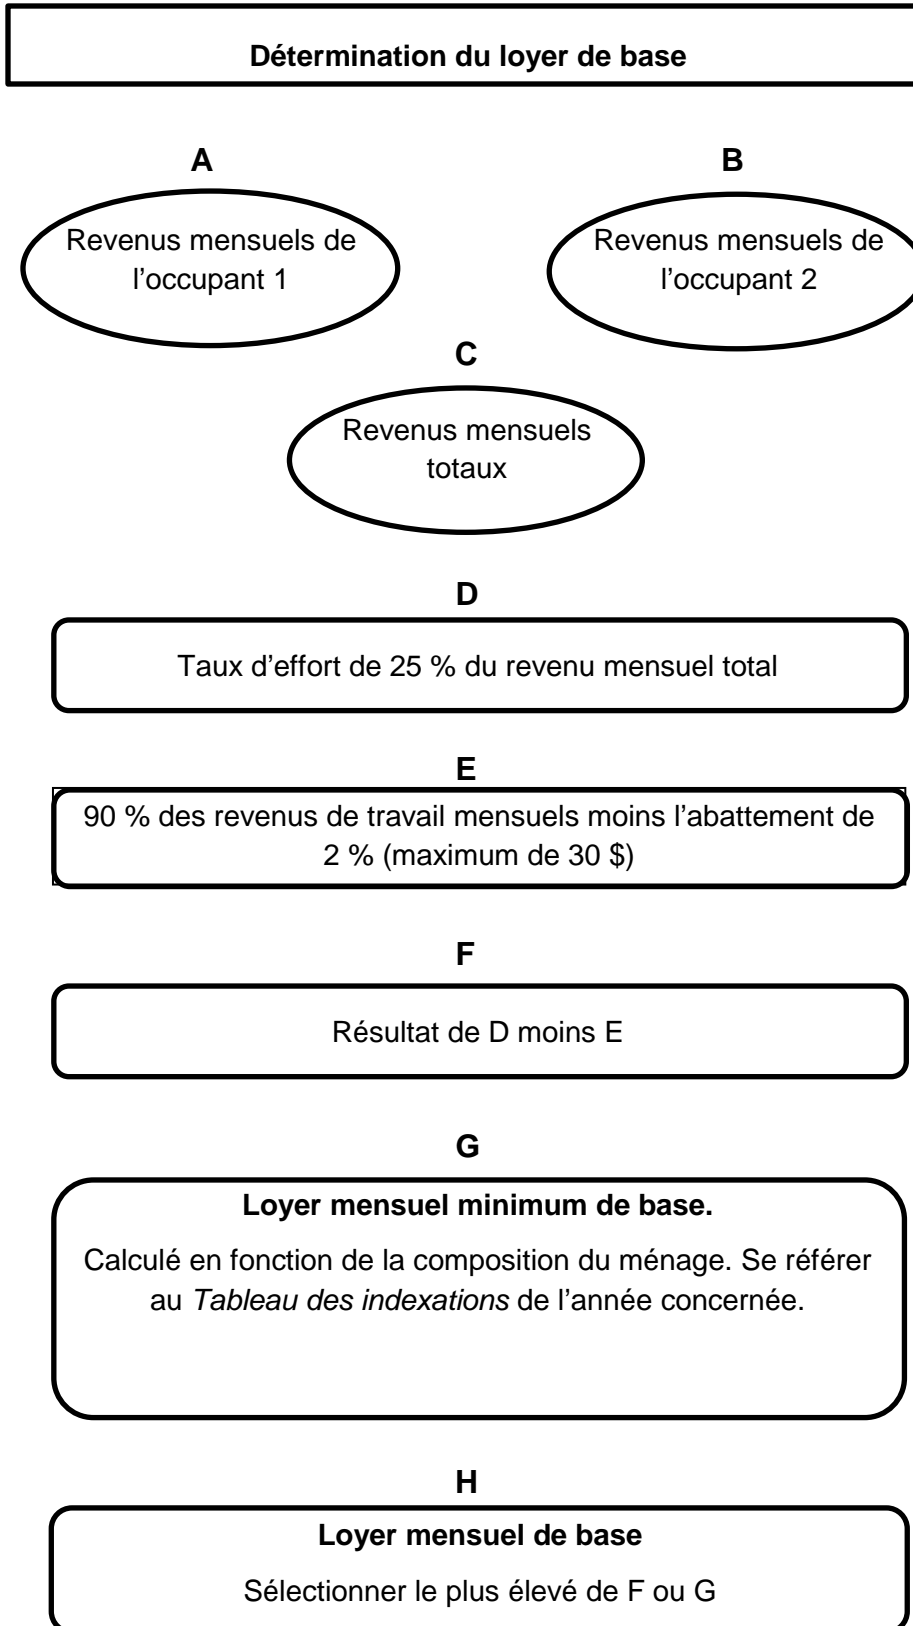 Détermination du loyer de base
A
B
Revenus mensuels de
l’occupant 1
Revenus mensuels de
l’occupant 2
C
Revenus mensuels
totaux
D
Taux d’effort de 25 % du revenu mensuel total
E
90 % des revenus de travail mensuels moins l’abattement de
2 % (maximum de 30 $)
F
Résultat de D moins E
G
Loyer mensuel minimum de base.
Calculé en fonction de la composition du ménage. Se référer
au Tableau des indexations de l’année concernée.
H
Loyer mensuel de base
Sélectionner le plus élevé de F ou G